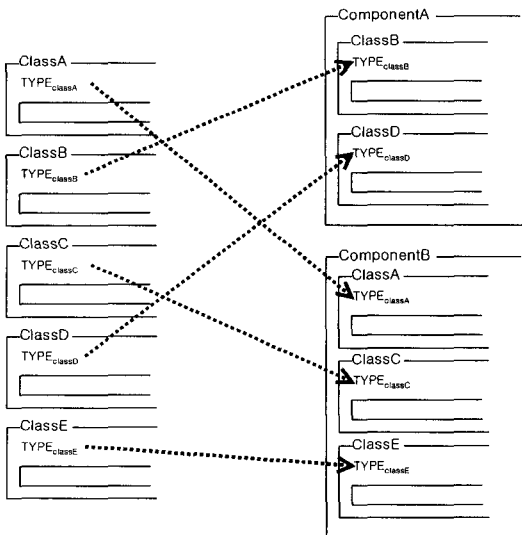 ClassA
TYPEclassA
ClassB
TYPEclassB
ClassC
TYPEclassC
ClassD
TYPEclassD
ClassE
TYPEclassE
ComponentA
ClassB
TYPEclassB
ClassD
TYPEclassD
ComponentB
ClassA
TYPEclassA
ClassC
TYPEclassC
ClassE
TYPEclassE